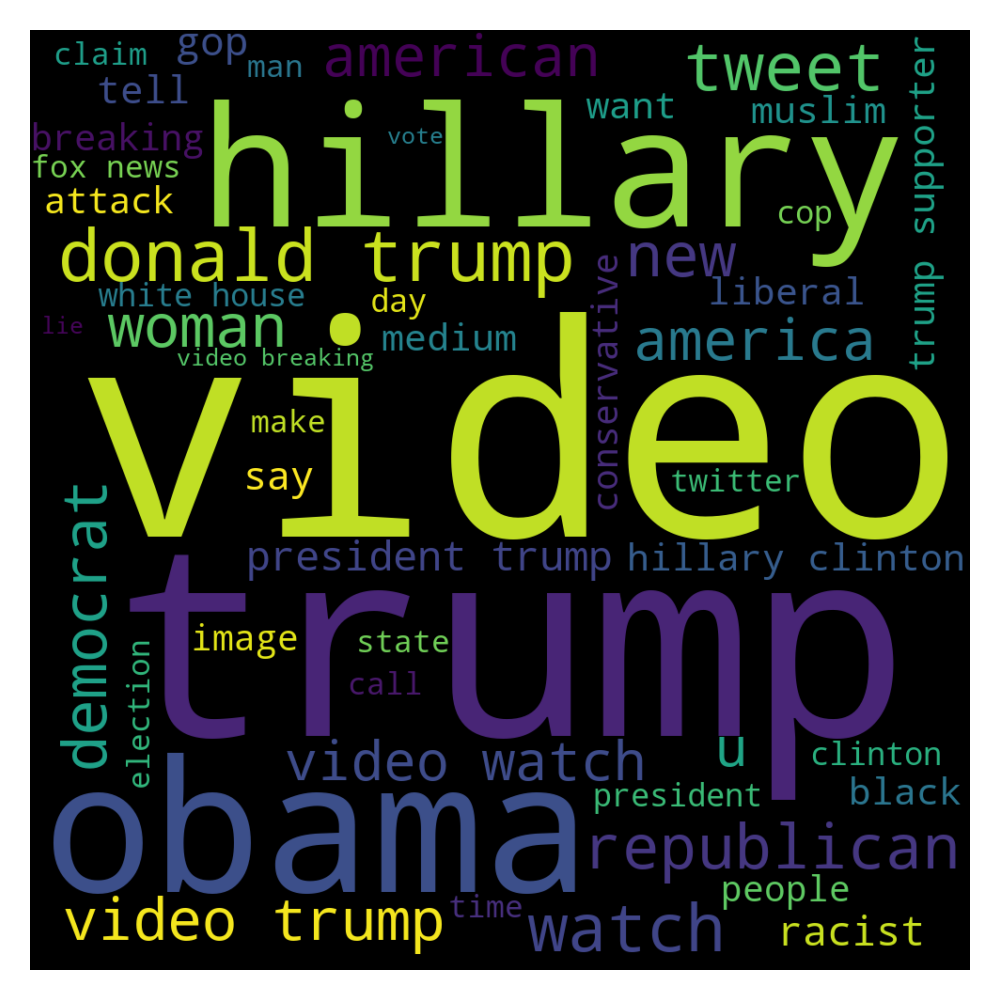 claim
gop
man
american
tweet
tell
want
muslim
breaking
hillary
vote
fox news
attack
cop
trump supporter
donald trump
new
white house
day
liberal
lie
woman
medium
conservative
america
video breaking
video
make
say
twitter
democrat
president trump
hillary clinton
trump
image
state
call
election
video watch
u
clinton
obama
president
black
republican
people
video trump
time
watch
racist